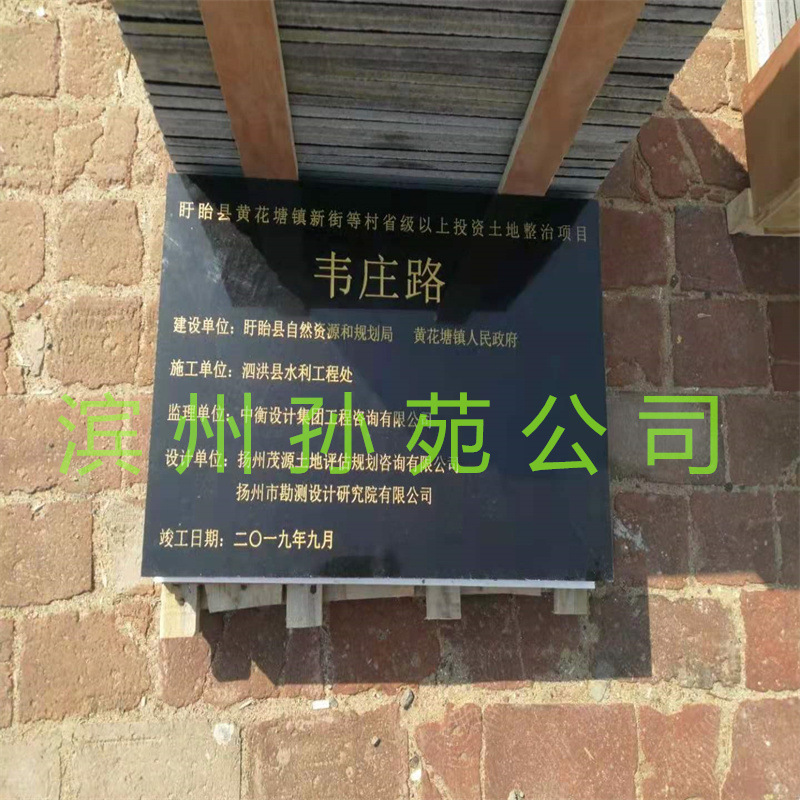 盱眙县黄花塘镇新街等村省级以上投资土地整治项目
韦庄路
建设单位：盱眙县自然资源和规划局 黄花塘镇人民政府
施工单位：泗洪县水利工程处
滨州孙苑公司
监理单位：中衡设计集团工程咨询有限公司
设计单位：扬州茂源土地评估规划咨询有限公司
扬州市勘测设计研究院有限公司
竣工日期：二〇一九年九月